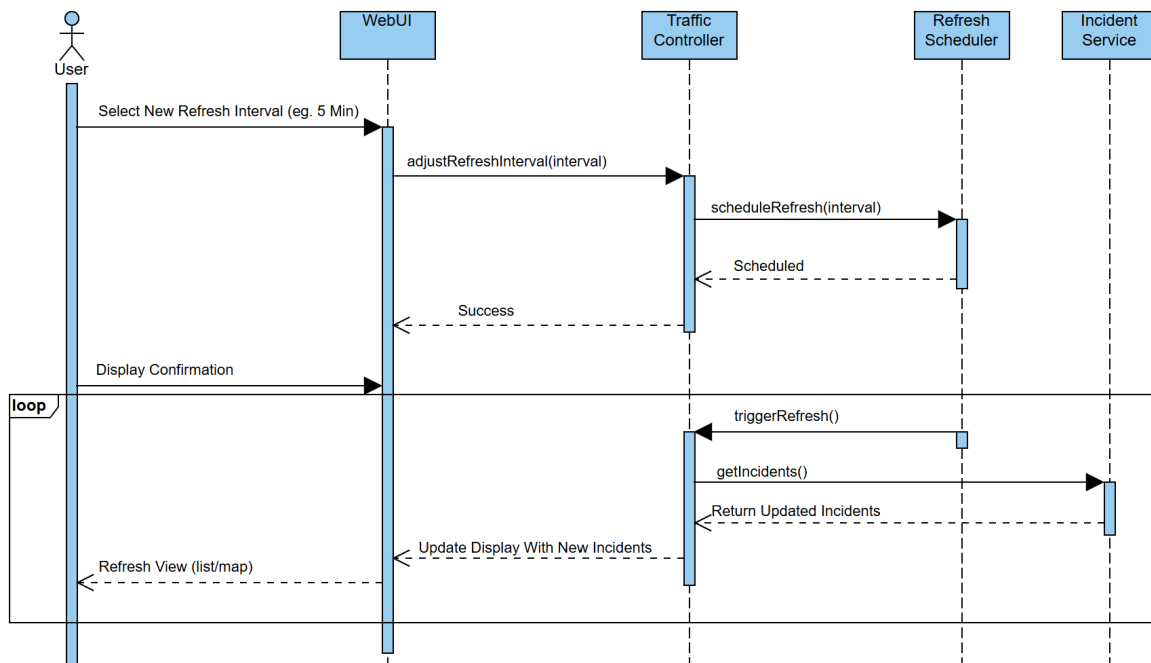 WebUI
Traffic
Controller
Refresh
Scheduler
Incident
Service
User
Select New Refresh Interval (eg. 5 Min)
adjustRefreshInterval(interval)
scheduleRefresh(interval)
Scheduled
Success
Display Confirmation
loop
triggerRefresh()
getIncidents()
Return Updated Incidents
Update Display With New Incidents
Refresh View (list/map)